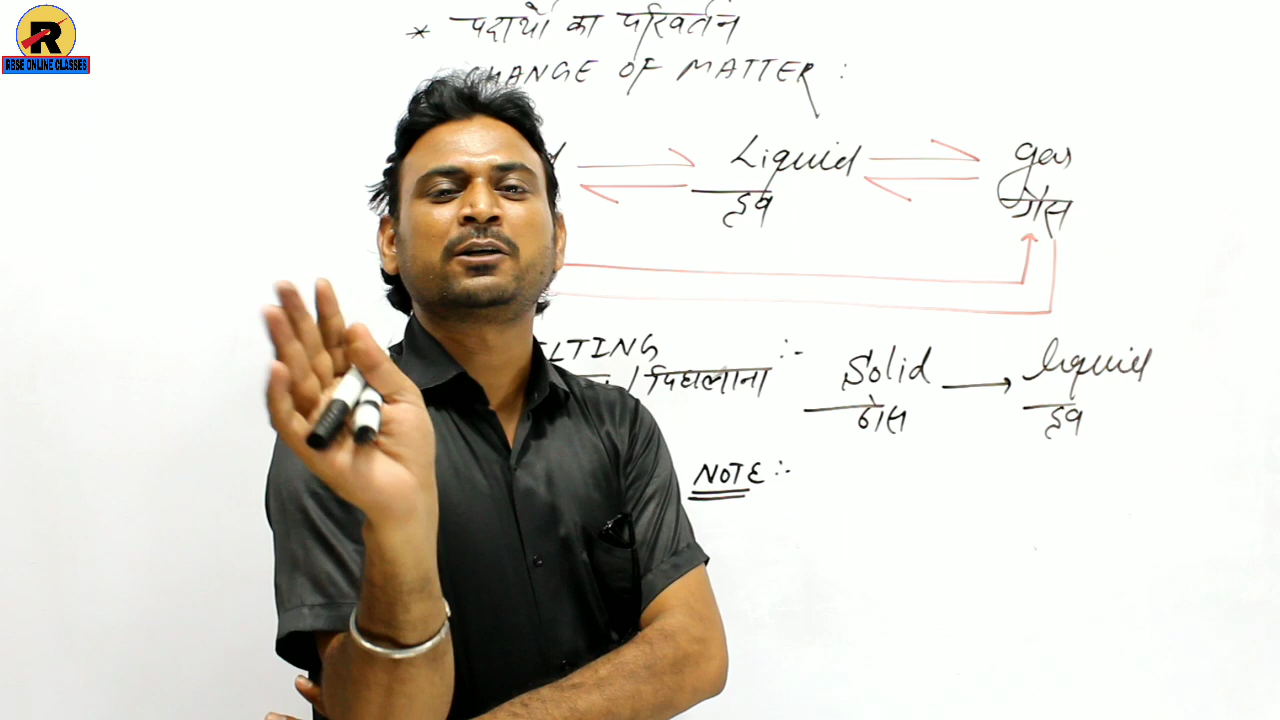 R
RBSE ONLINE CLASSES
* पदार्थो का परिवर्तन
CHANGE OF MATTER :
Liquid gas
द्रव गैस
पिघलाना :- Solid → liquid
ठोस द्रव
NOTE :-